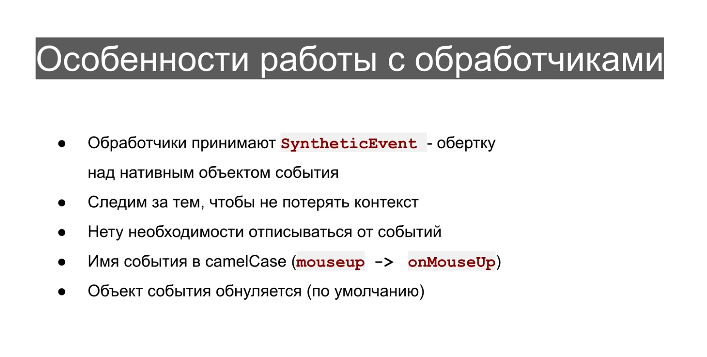 Особенности работы с обработчиками
● Обработчики принимают SyntheticEvent - обертку
над нативным объектом события
● Следим за тем, чтобы не потерять контекст
● Нету необходимости отписываться от событий
● Имя события в camelCase (mouseup -> onMouseUp)
● Объект события обнуляется (по умолчанию)